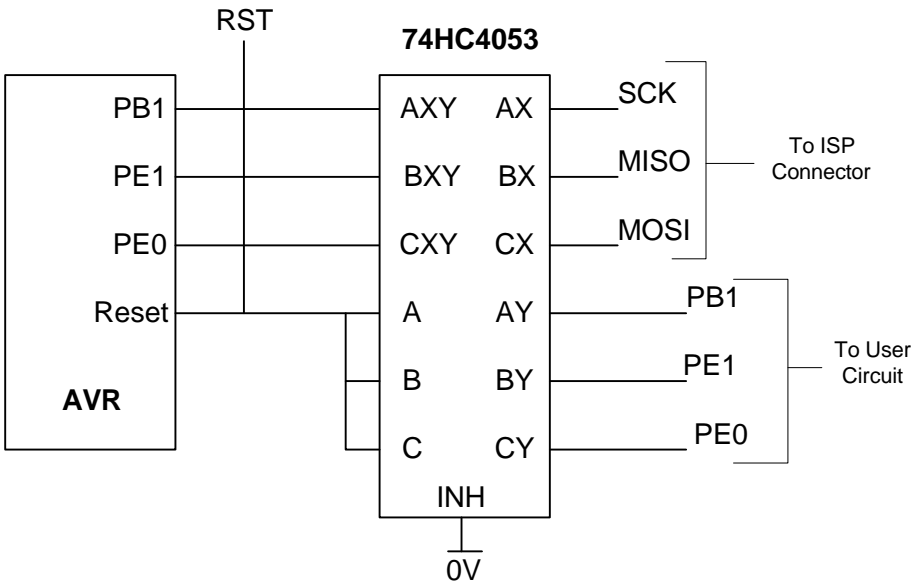 RST
74HC4053
PB1
PE1
PE0
Reset
AVR
AXY AX
BXY BX
CXY CX
A AY
B BY
C CY
INH
0V
SCK
MISO
MOSI
To ISP
Connector
PB1
PE1
PE0
To User
Circuit